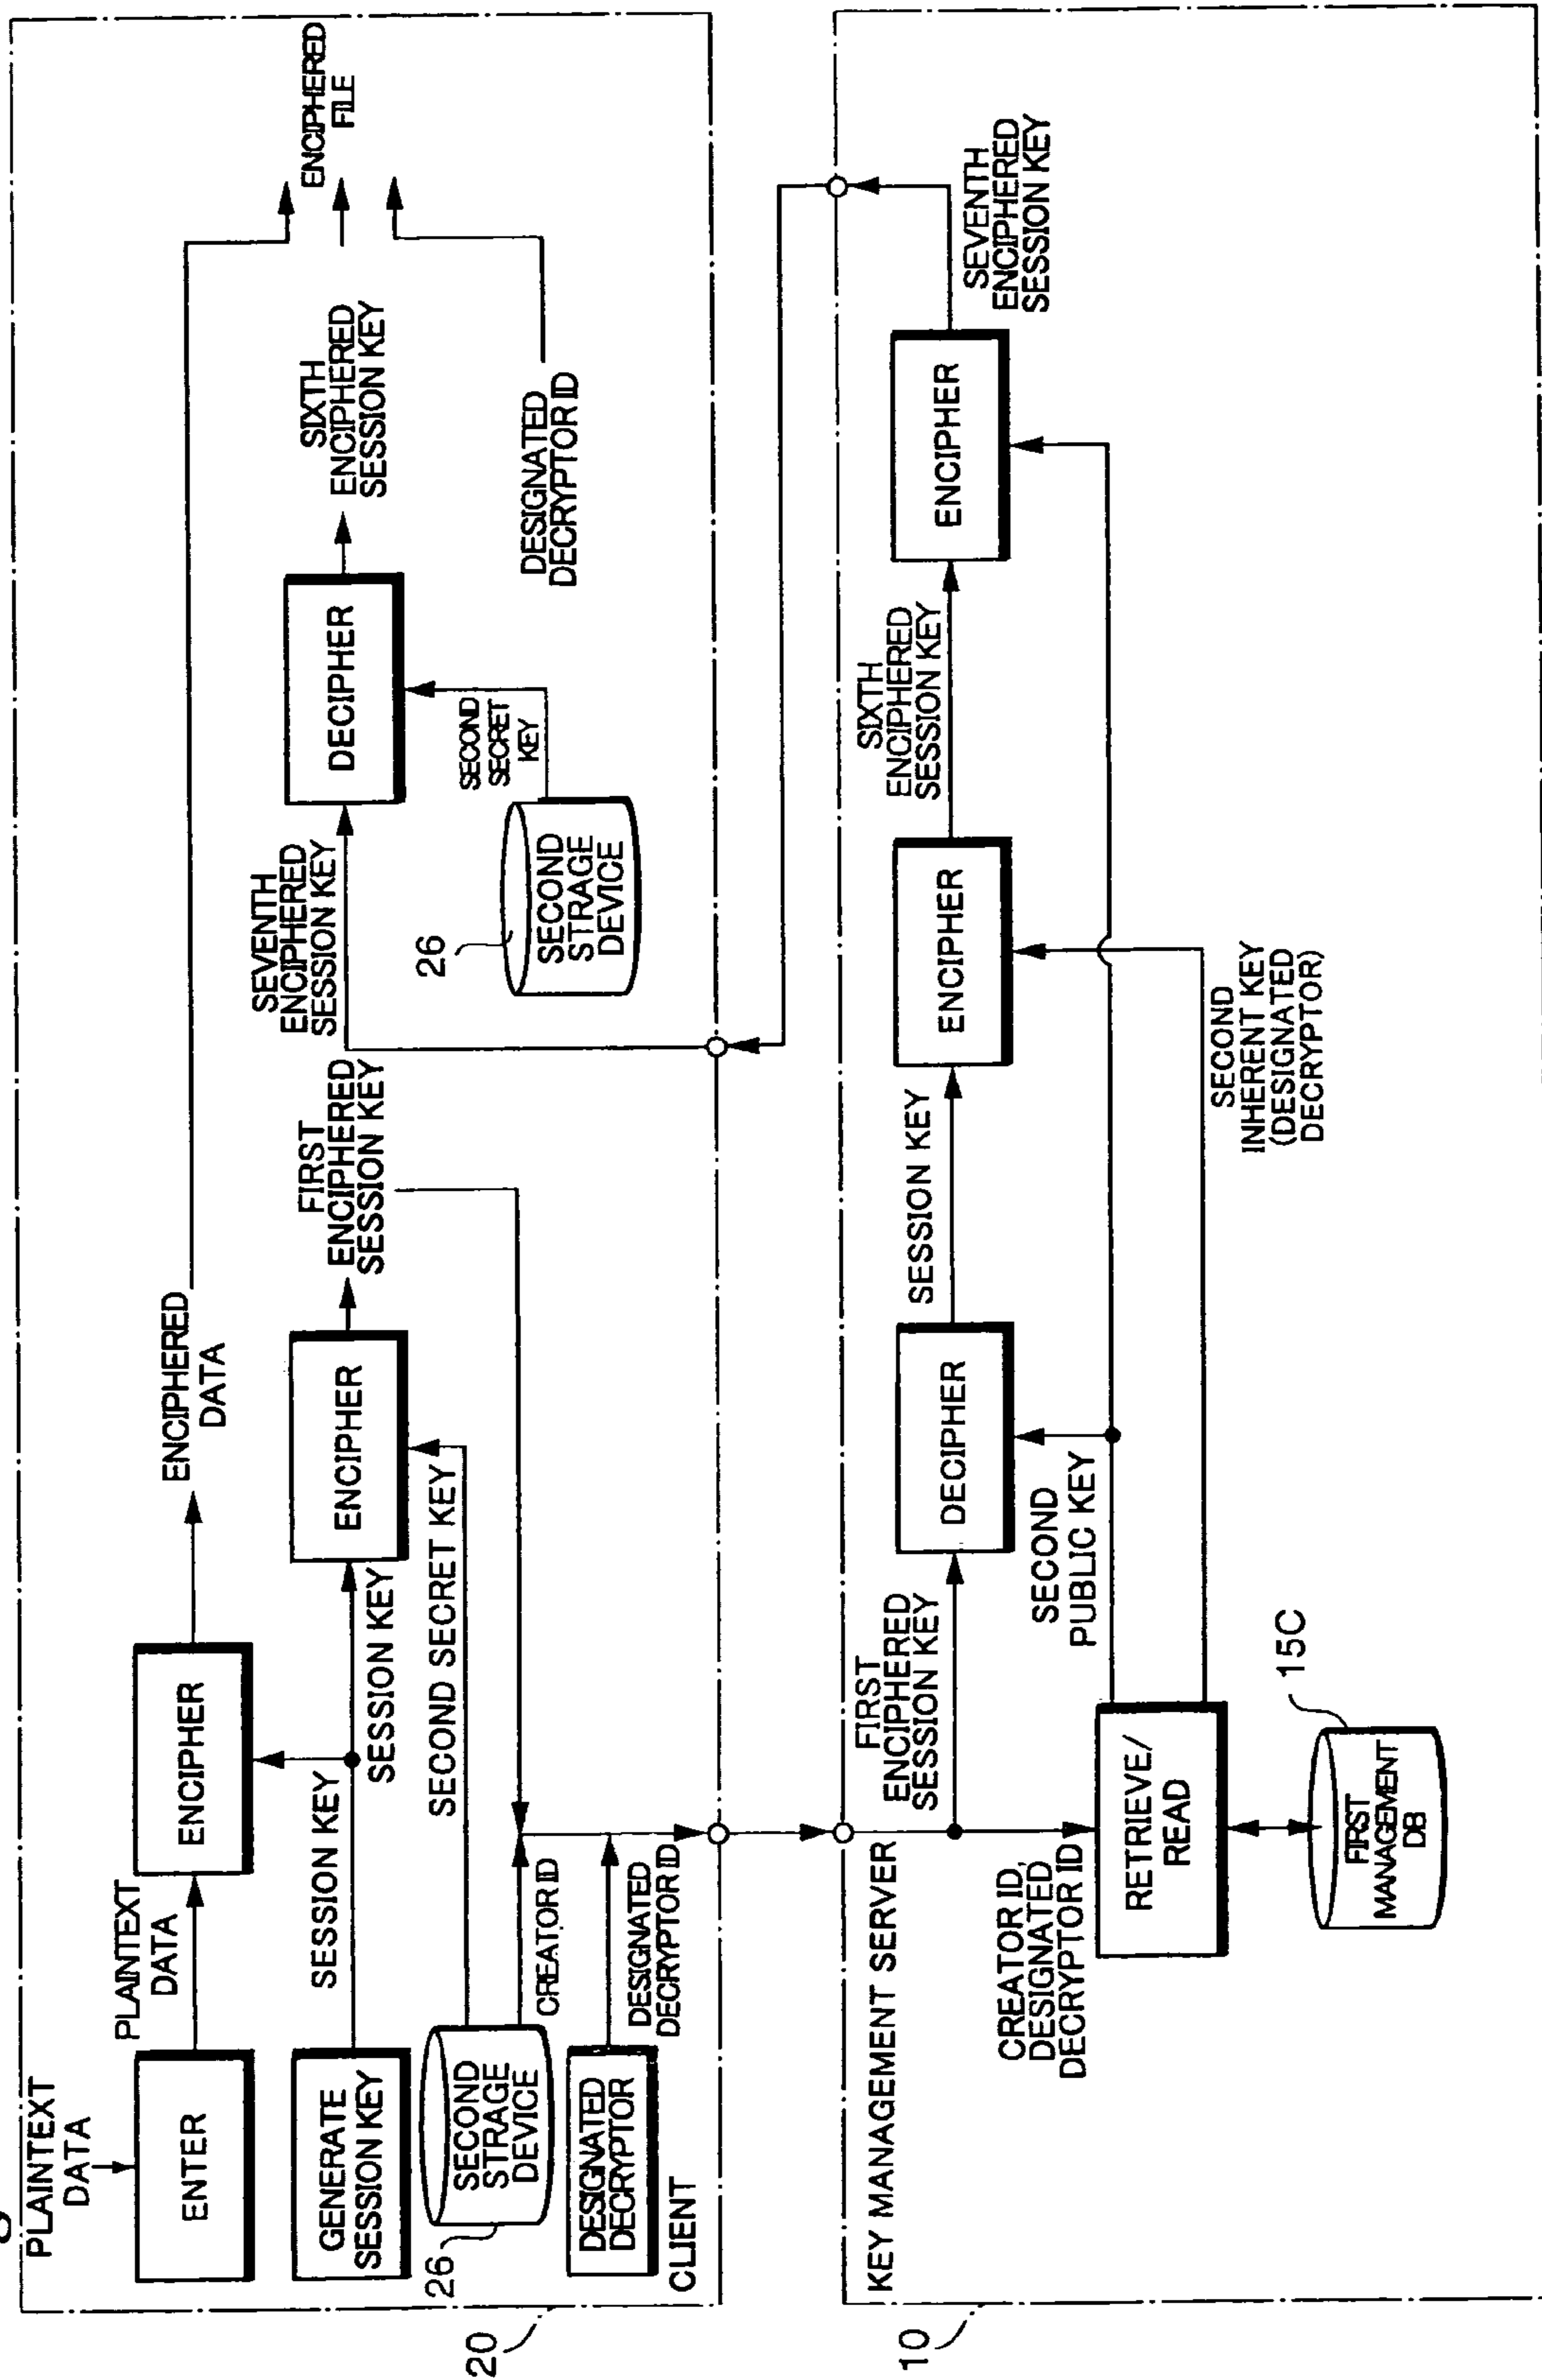 PLAINTEXT
DATA
ENTER
PLAINTEXT
DATA
ENCIPHER
ENCIPHERED
DATA
ENCIPHERED
FILE
GENERATE
SESSION KEY
SESSION KEY
SESSION KEY
ENCIPHER
FIRST
ENCIPHERED
SESSION KEY
SEVENTH
ENCIPHERED
SESSION KEY
DECIPHER
SIXTH
ENCIPHERED
SESSION KEY
SECOND
STRAGE
DEVICE
26
SECOND SECRET KEY
CREATOR ID
26
SECOND
STRAGE
DEVICE
SECOND
SECRET
KEY
DESIGNATED
DECRYPTOR ID
DESIGNATED
DECRYPTOR
DESIGNATED
DECRYPTOR ID
CLIENT
20
KEY MANAGEMENT SERVER
10
FIRST
ENCIPHERED
SESSION KEY
DECIPHER
SESSION KEY
ENCIPHER
SIXTH
ENCIPHERED
SESSION KEY
ENCIPHER
SEVENTH
ENCIPHERED
SESSION KEY
CREATOR ID,
DESIGNATED
DECRYPTOR ID
SECOND
PUBLIC KEY
RETRIEVE/
READ
SECOND
INHERENT KEY
(DESIGNATED
DECRYPTOR)
FIRST
MANAGEMENT
DB
15C